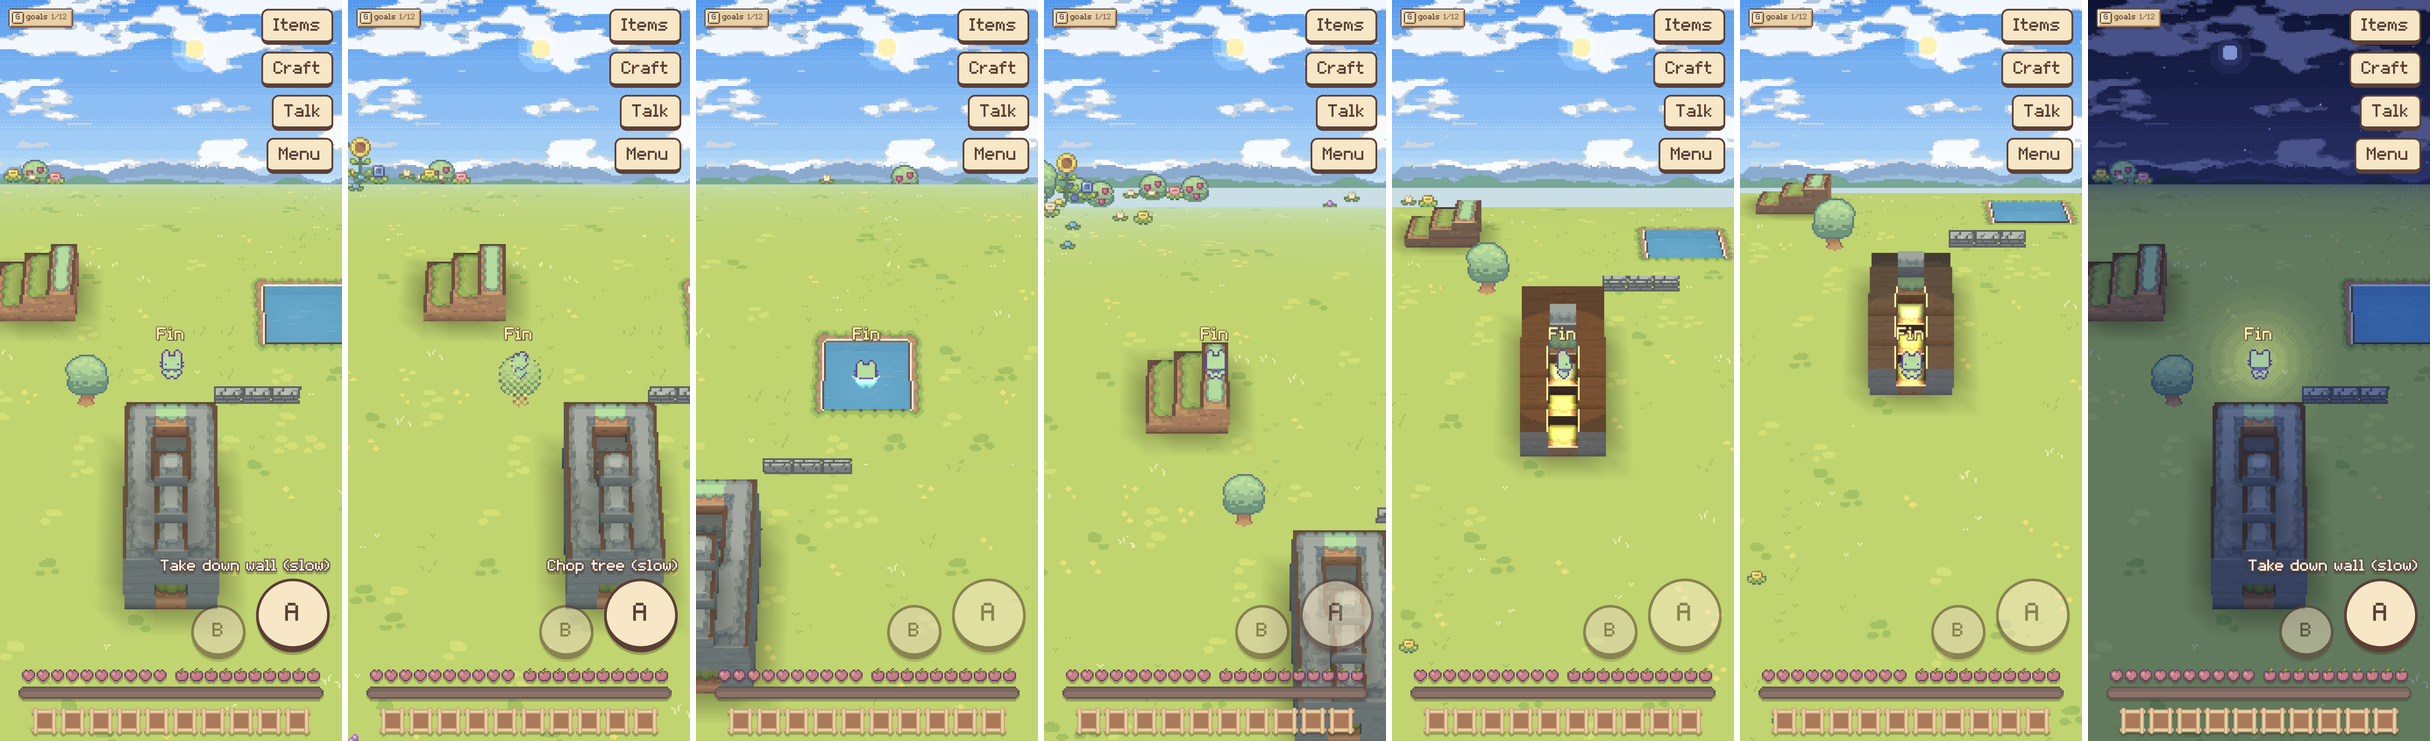 G goals 1/12
Items
Craft
Talk
Menu
Fin
Take down wall (slow)
A
B
G goals 1/12
Items
Craft
Talk
Menu
Fin
Chop tree (slow)
A
B
G goals 1/12
Items
Craft
Talk
Menu
Fin
A
B
G goals 1/12
Items
Craft
Talk
Menu
Fin
A
B
G goals 1/12
Items
Craft
Talk
Menu
Fin
A
B
G goals 1/12
Items
Craft
Talk
Menu
Fin
A
B
G goals 1/12
Items
Craft
Talk
Menu
Fin
Take down wall (slow)
A
B